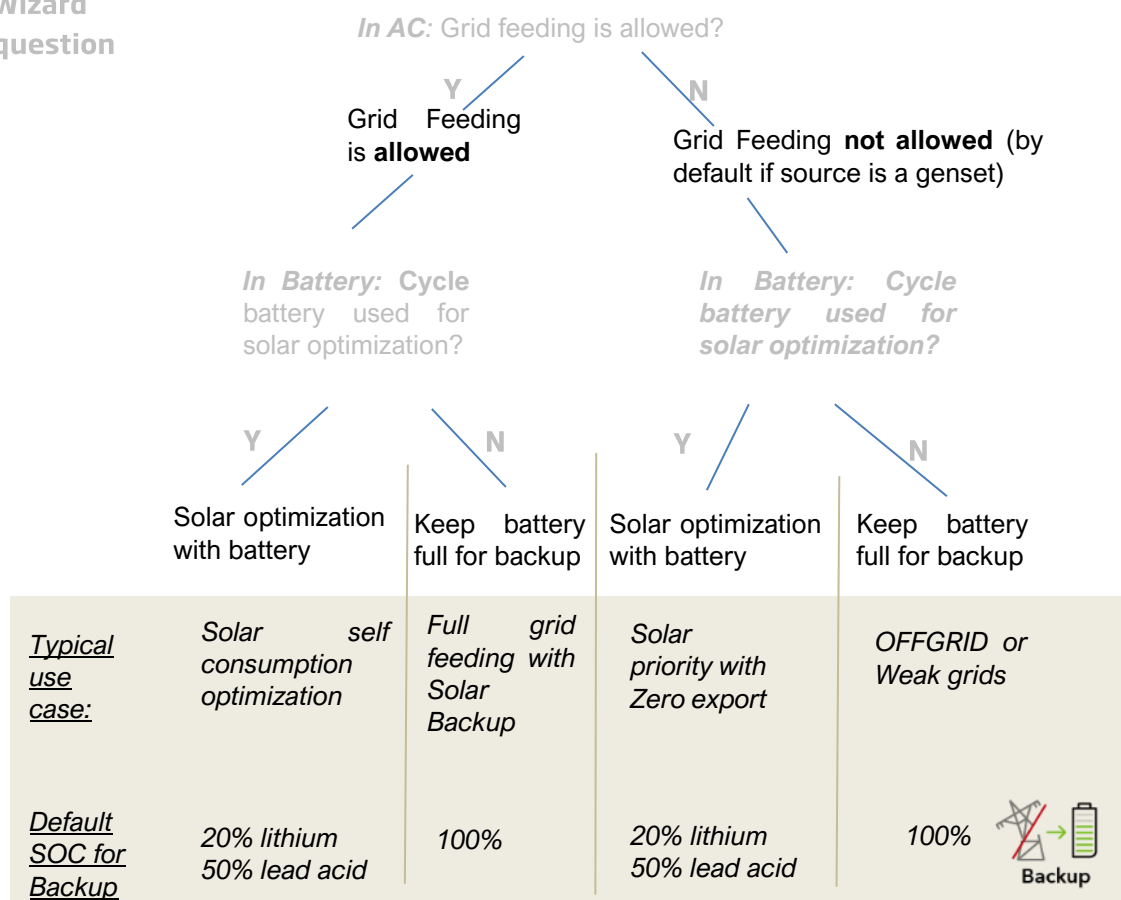 Wizard
question
In AC: Grid feeding is allowed?
Y
N
Grid Feeding
is allowed
Grid Feeding not allowed (by
default if source is a genset)
In Battery: Cycle
battery used for
solar optimization?
In Battery: Cycle
battery used for
solar optimization?
Y
N
Y
N
Solar optimization
with battery
Keep battery
full for backup
Solar optimization
with battery
Keep battery
full for backup
Typical
use
case:
Solar self
consumption
optimization
Full grid
feeding with
Solar
Backup
Solar
priority with
Zero export
OFFGRID or
Weak grids
Default
SOC for
Backup
20% lithium
50% lead acid
100%
20% lithium
50% lead acid
100%
Backup